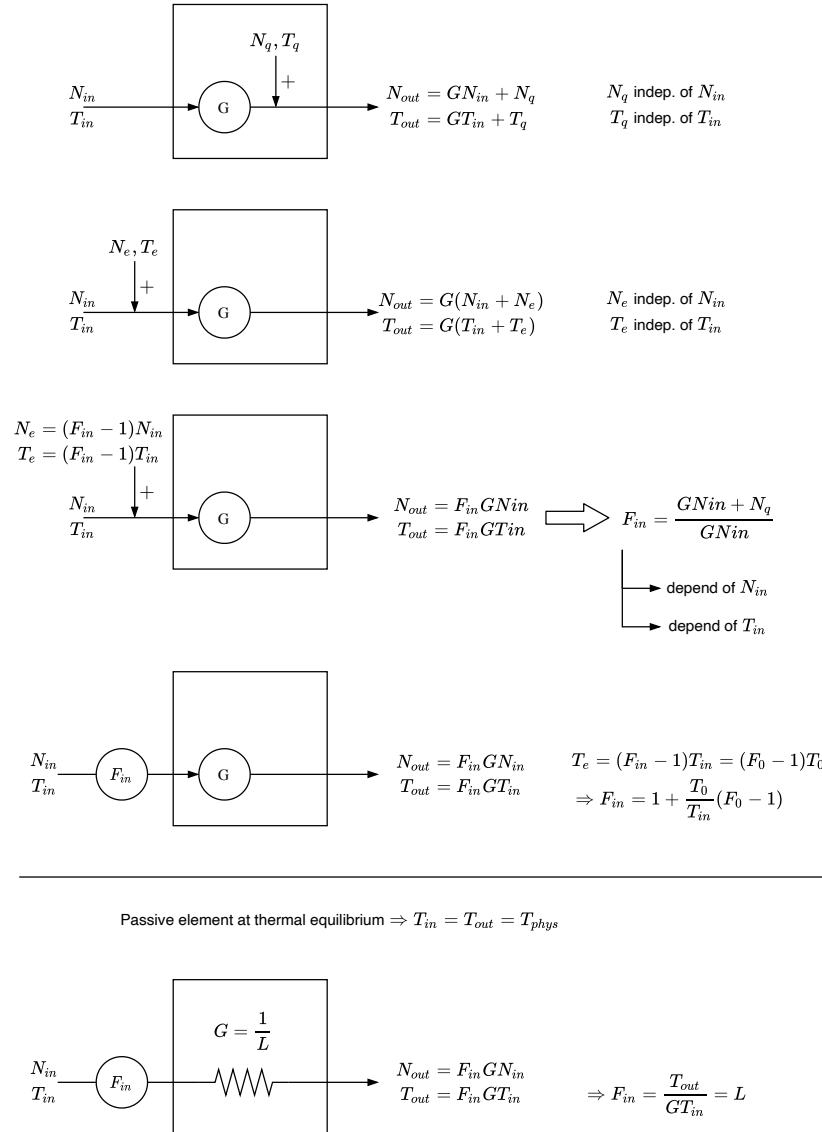 N_q, T_q
+
N_in
T_in
G
N_out = GN_in + N_q
T_out = GT_in + T_q
N_q indep. of N_in
T_q indep. of T_in
N_e, T_e
+
N_in
T_in
G
N_out = G(N_in + N_e)
T_out = G(T_in + T_e)
N_e indep. of N_in
T_e indep. of T_in
N_e = (F_in − 1)N_in
T_e = (F_in − 1)T_in
+
N_in
T_in
G
N_out = F_in GNin
T_out = F_in GTin
F_in = \frac{GNin + N_q}{GNin}
depend of N_in
depend of T_in
N_in
T_in
F_in
G
N_out = F_in GN_in
T_out = F_in GT_in
T_e = (F_in − 1)T_in = (F_0 − 1)T_0
⇒ F_in = 1 + \frac{T_0}{T_in}(F_0 − 1)
Passive element at thermal equilibrium ⇒ T_in = T_out = T_phys
G = \frac{1}{L}
N_in
T_in
F_in
N_out = F_in GN_in
T_out = F_in GT_in
⇒ F_in = \frac{T_out}{GT_in} = L